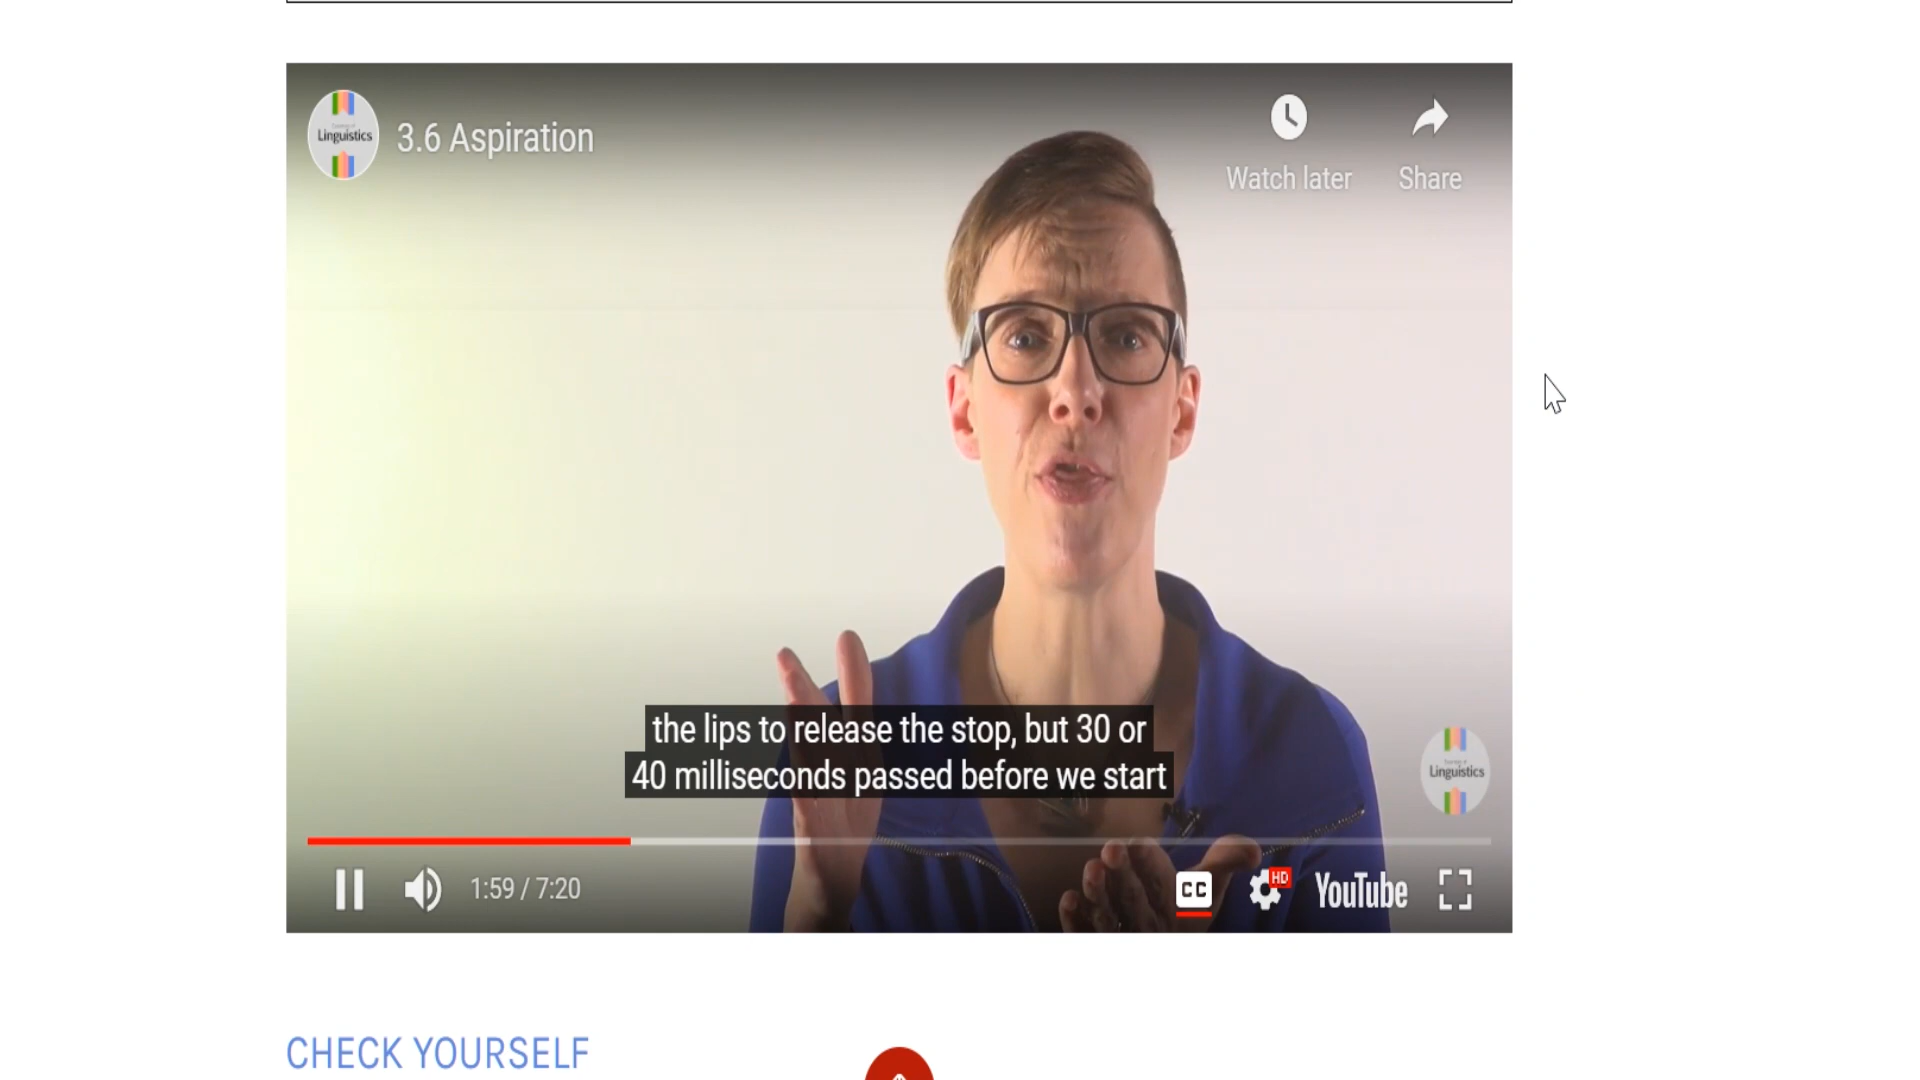 Linguistics
3.6 Aspiration
Watch later
Share
the lips to release the stop, but 30 or
40 milliseconds passed before we start
Linguistics
1:59 / 7:20
CC
HD
YouTube
CHECK YOURSELF